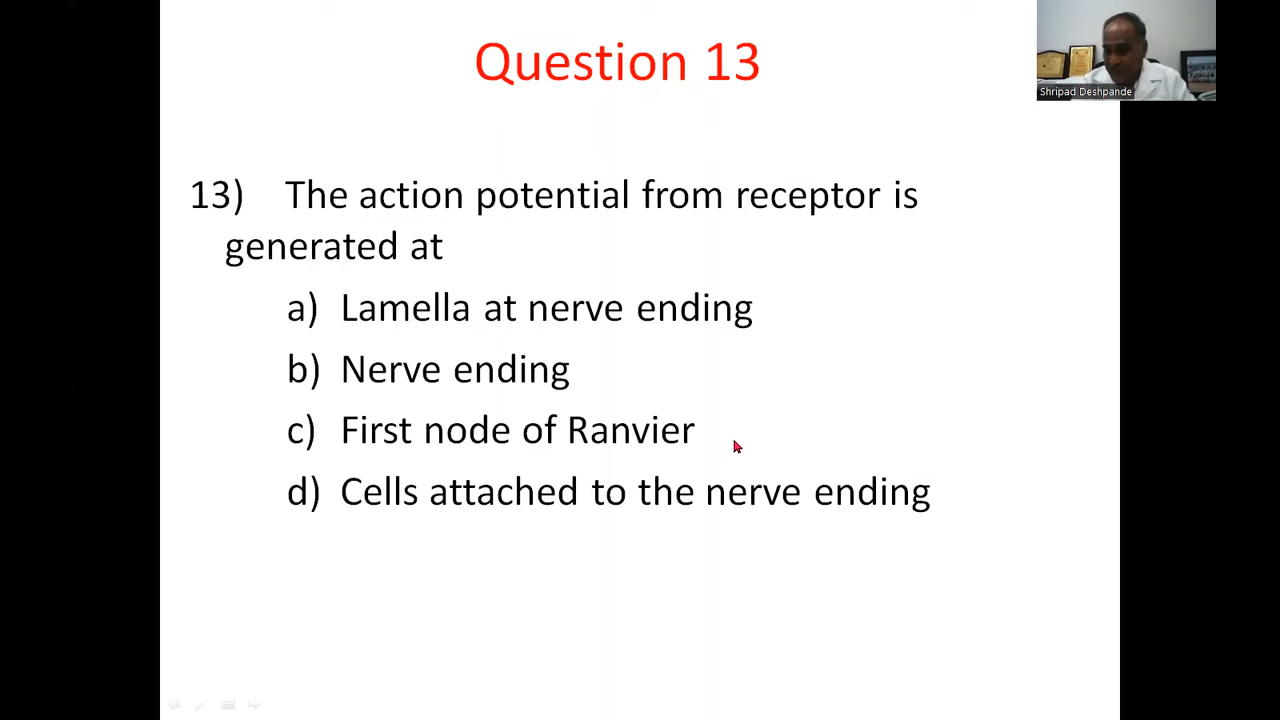 Question 13
Shripad Deshpande
13) The action potential from receptor is
generated at
a) Lamella at nerve ending
b) Nerve ending
c) First node of Ranvier
d) Cells attached to the nerve ending